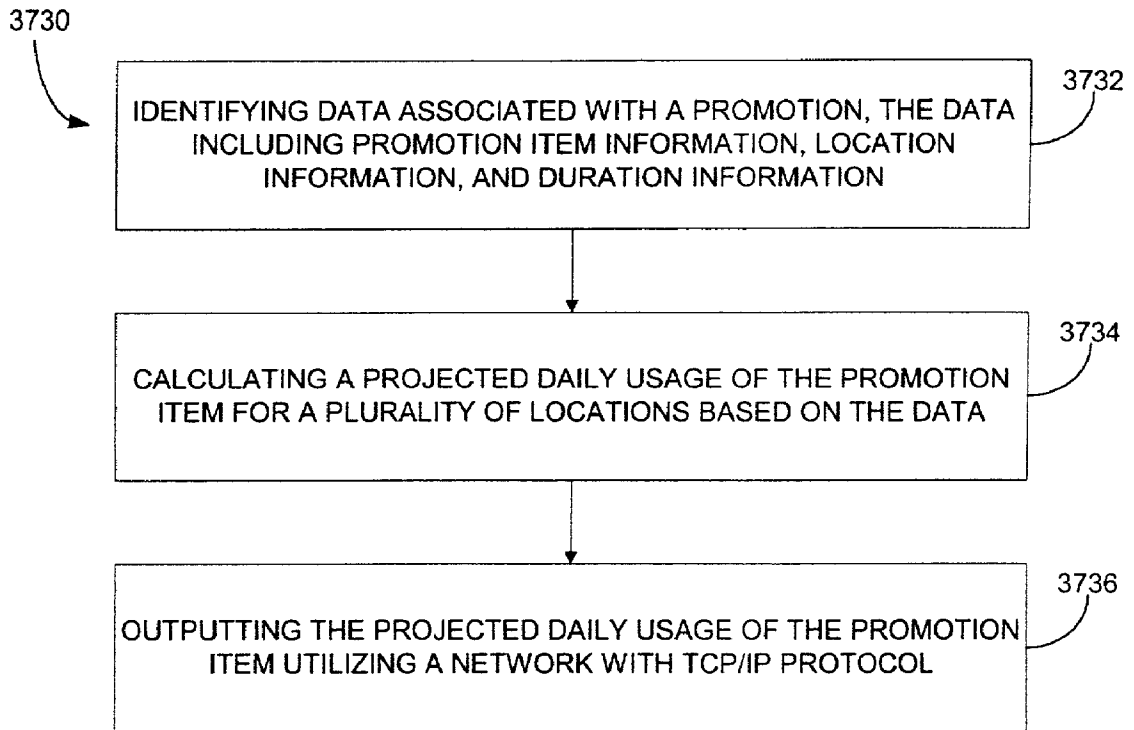 3730
3732
IDENTIFYING DATA ASSOCIATED WITH A PROMOTION, THE DATA
INCLUDING PROMOTION ITEM INFORMATION, LOCATION
INFORMATION, AND DURATION INFORMATION
3734
CALCULATING A PROJECTED DAILY USAGE OF THE PROMOTION
ITEM FOR A PLURALITY OF LOCATIONS BASED ON THE DATA
3736
OUTPUTTING THE PROJECTED DAILY USAGE OF THE PROMOTION
ITEM UTILIZING A NETWORK WITH TCP/IP PROTOCOL